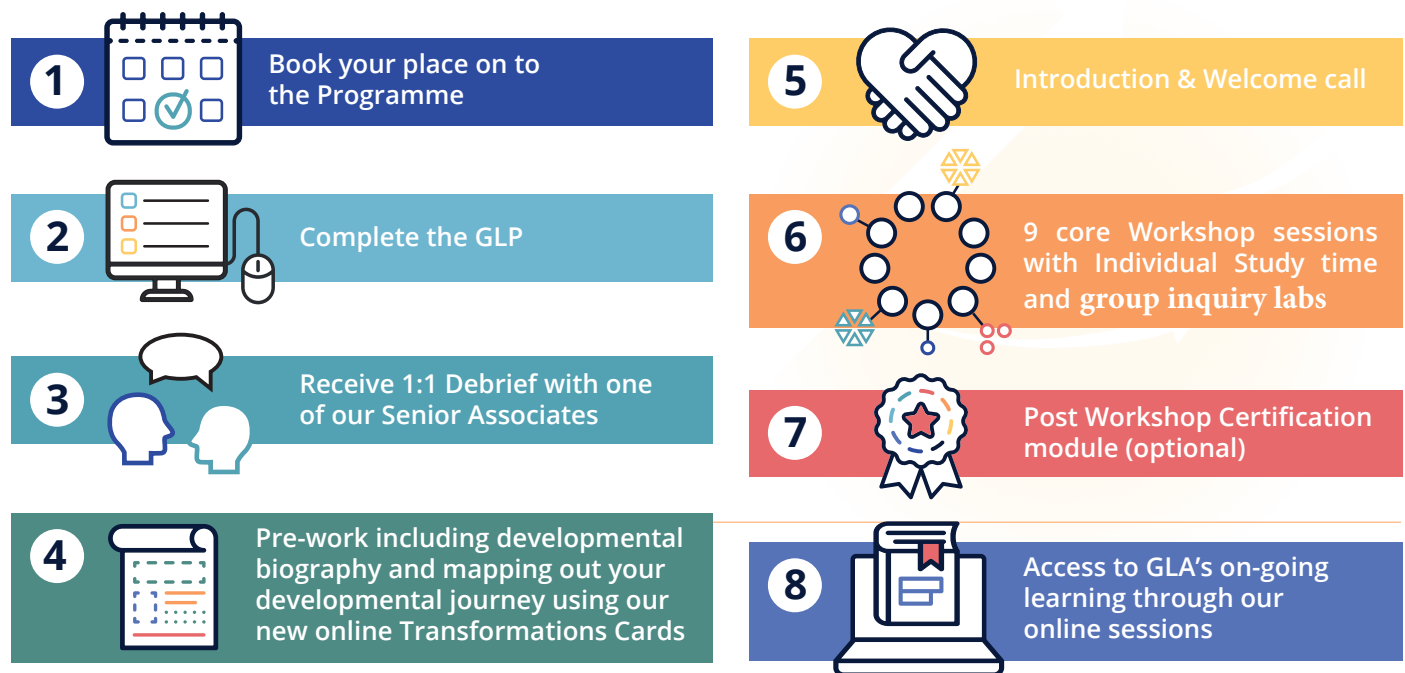 1
Book your place on to
the Programme
2
Complete the GLP
3
Receive 1:1 Debrief with one
of our Senior Associates
4
Pre-work including developmental
biography and mapping out your
developmental journey using our
new online Transformations Cards
5
Introduction & Welcome call
6
9 core Workshop sessions
with Individual Study time
and group inquiry labs
7
Post Workshop Certification
module (optional)
8
Access to GLA’s on-going
learning through our
online sessions